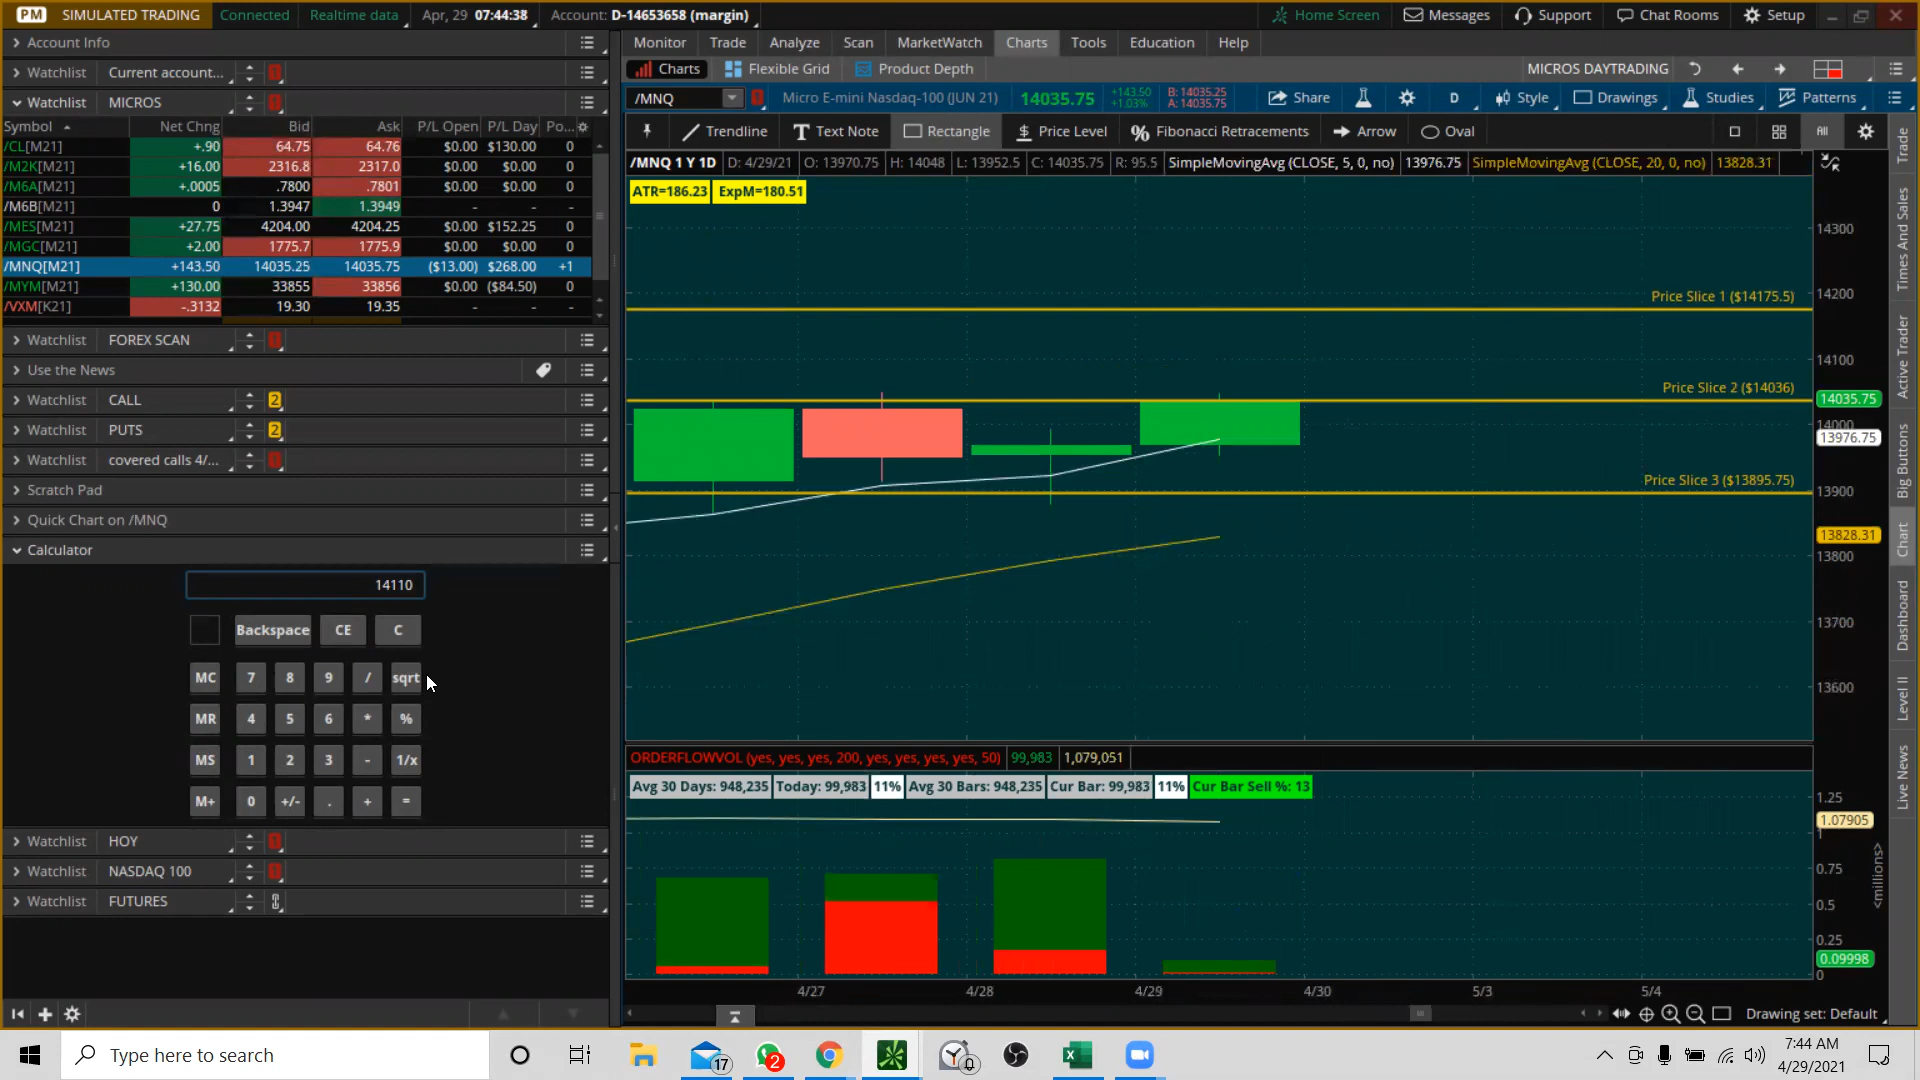 PM SIMULATED TRADING Connected Realtime data Apr, 29 07:44:38 Account: D-14653658 (margin) Home Screen Messages Support Chat Rooms Setup
Account Info
Watchlist Current account...
Watchlist MICROS
Symbol Net Chng Bid Ask P/L Open P/L Day Po...
/CL[M21] +.90 64.75 64.76 $0.00 $130.00 0
/M2K[M21] +16.00 2316.8 2317.0 $0.00 $0.00 0
/M6A[M21] +.0005 .7800 .7801 $0.00 $0.00 0
/M6B[M21] 0 1.3947 1.3949 - - -
/MES[M21] +27.75 4204.00 4204.25 $0.00 $152.25 0
/MGC[M21] +2.00 1775.7 1775.9 $0.00 $0.00 0
/MNQ[M21] +143.50 14035.25 14035.75 ($13.00) $268.00 +1
/MYM[M21] +130.00 33855 33856 $0.00 ($84.50) 0
/VXM[K21] -.3132 19.30 19.35 - - -
Watchlist FOREX SCAN
Use the News
Watchlist CALL 2
Watchlist PUTS 2
Watchlist covered calls 4/...
Scratch Pad
Quick Chart on /MNQ
Calculator
14110
Backspace CE C
MC 7 8 9 / sqrt
MR 4 5 6 * %
MS 1 2 3 - 1/x
M+ 0 +/- . + =
Watchlist HOY
Watchlist NASDAQ 100
Watchlist FUTURES
Monitor Trade Analyze Scan MarketWatch Charts Tools Education Help
Charts Flexible Grid Product Depth MICROS DAYTRADING
/MNQ Micro E-mini Nasdaq-100 (JUN 21) 14035.75 +143.50 +1.03% B: 14035.25 A: 14035.75 Share D Style Drawings Studies Patterns
Trendline Text Note Rectangle Price Level Fibonacci Retracements Arrow Oval All
/MNQ 1 Y 1D D: 4/29/21 O: 13970.75 H: 14048 L: 13952.5 C: 14035.75 R: 95.5 SimpleMovingAvg (CLOSE, 5, 0, no) 13976.75 SimpleMovingAvg (CLOSE, 20, 0, no) 13828.31
ATR=186.23 ExpM=180.51
14300
Price Slice 1 ($14175.5) 14200
14100
Price Slice 2 ($14036) 14035.75
14000
13976.75
Price Slice 3 ($13895.75) 13900
13828.31
13800
13700
13600
ORDERFLOWVOL (yes, yes, yes, 200, yes, yes, yes, yes, 50) 99,983 1,079,051
Avg 30 Days: 948,235 Today: 99,983 11% Avg 30 Bars: 948,235 Cur Bar: 99,983 11% Cur Bar Sell %: 13
1.25
1.07905
1
0.75
0.5
0.25
0.09998
0
<millions>
4/27 4/28 4/29 4/30 5/3 5/4
Drawing set: Default
Trade
Times And Sales
Active Trader
Big Buttons
Chart
Dashboard
Level II
Live News
Type here to search
17 2 0
7:44 AM
4/29/2021